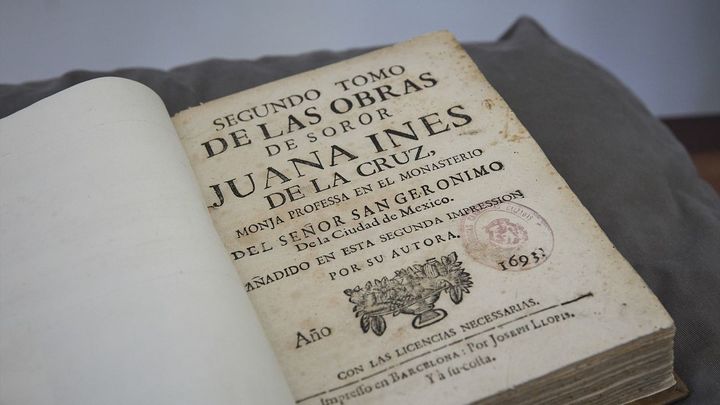 SEGUNDO TOMO
DE LAS OBRAS
DE SOROR
JUANA INES
DE LA CRUZ,
MONJA PROFESSA EN EL MONASTERIO
DEL SEÑOR SAN GERONIMO
De la Ciudad de Mexico.
AÑADIDO EN ESTA SEGUNDA IMPRESSION
POR SU AUTORA.
Año 1693.
CON LAS LICENCIAS NECESSARIAS.
Impresso en BARCELONA: Por JOSEPH LLOPIS.
Y à su costa.